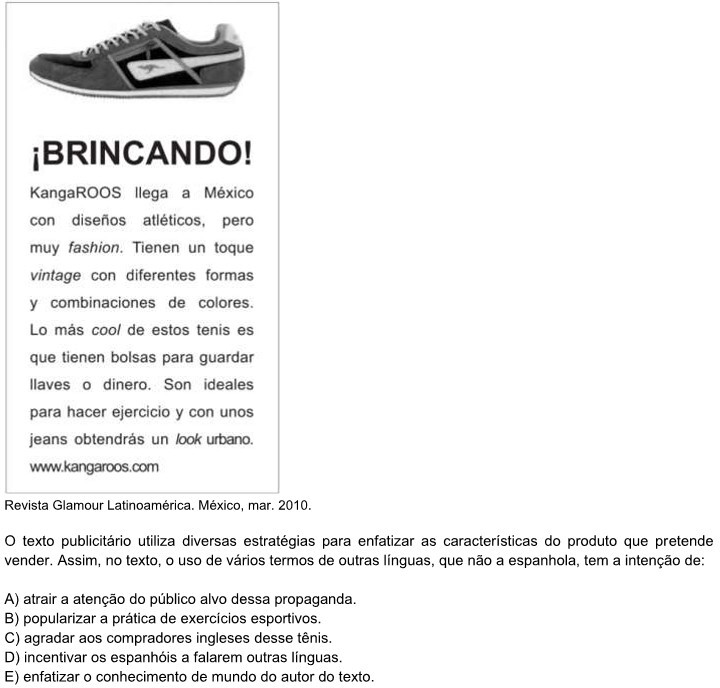 ¡BRINCANDO!
KangaROOS llega a México
con diseños atléticos, pero
muy fashion. Tienen un toque
vintage con diferentes formas
y combinaciones de colores.
Lo más cool de estos tenis es
que tienen bolsas para guardar
llaves o dinero. Son ideales
para hacer ejercicio y con unos
jeans obtendrás un look urbano.
www.kangaroos.com
Revista Glamour Latinoamérica. México, mar. 2010.
O texto publicitário utiliza diversas estratégias para enfatizar as características do produto que pretende
vender. Assim, no texto, o uso de vários termos de outras línguas, que não a espanhola, tem a intenção de:
A) atrair a atenção do público alvo dessa propaganda.
B) popularizar a prática de exercícios esportivos.
C) agradar aos compradores ingleses desse tênis.
D) incentivar os espanhóis a falarem outras línguas.
E) enfatizar o conhecimento de mundo do autor do texto.